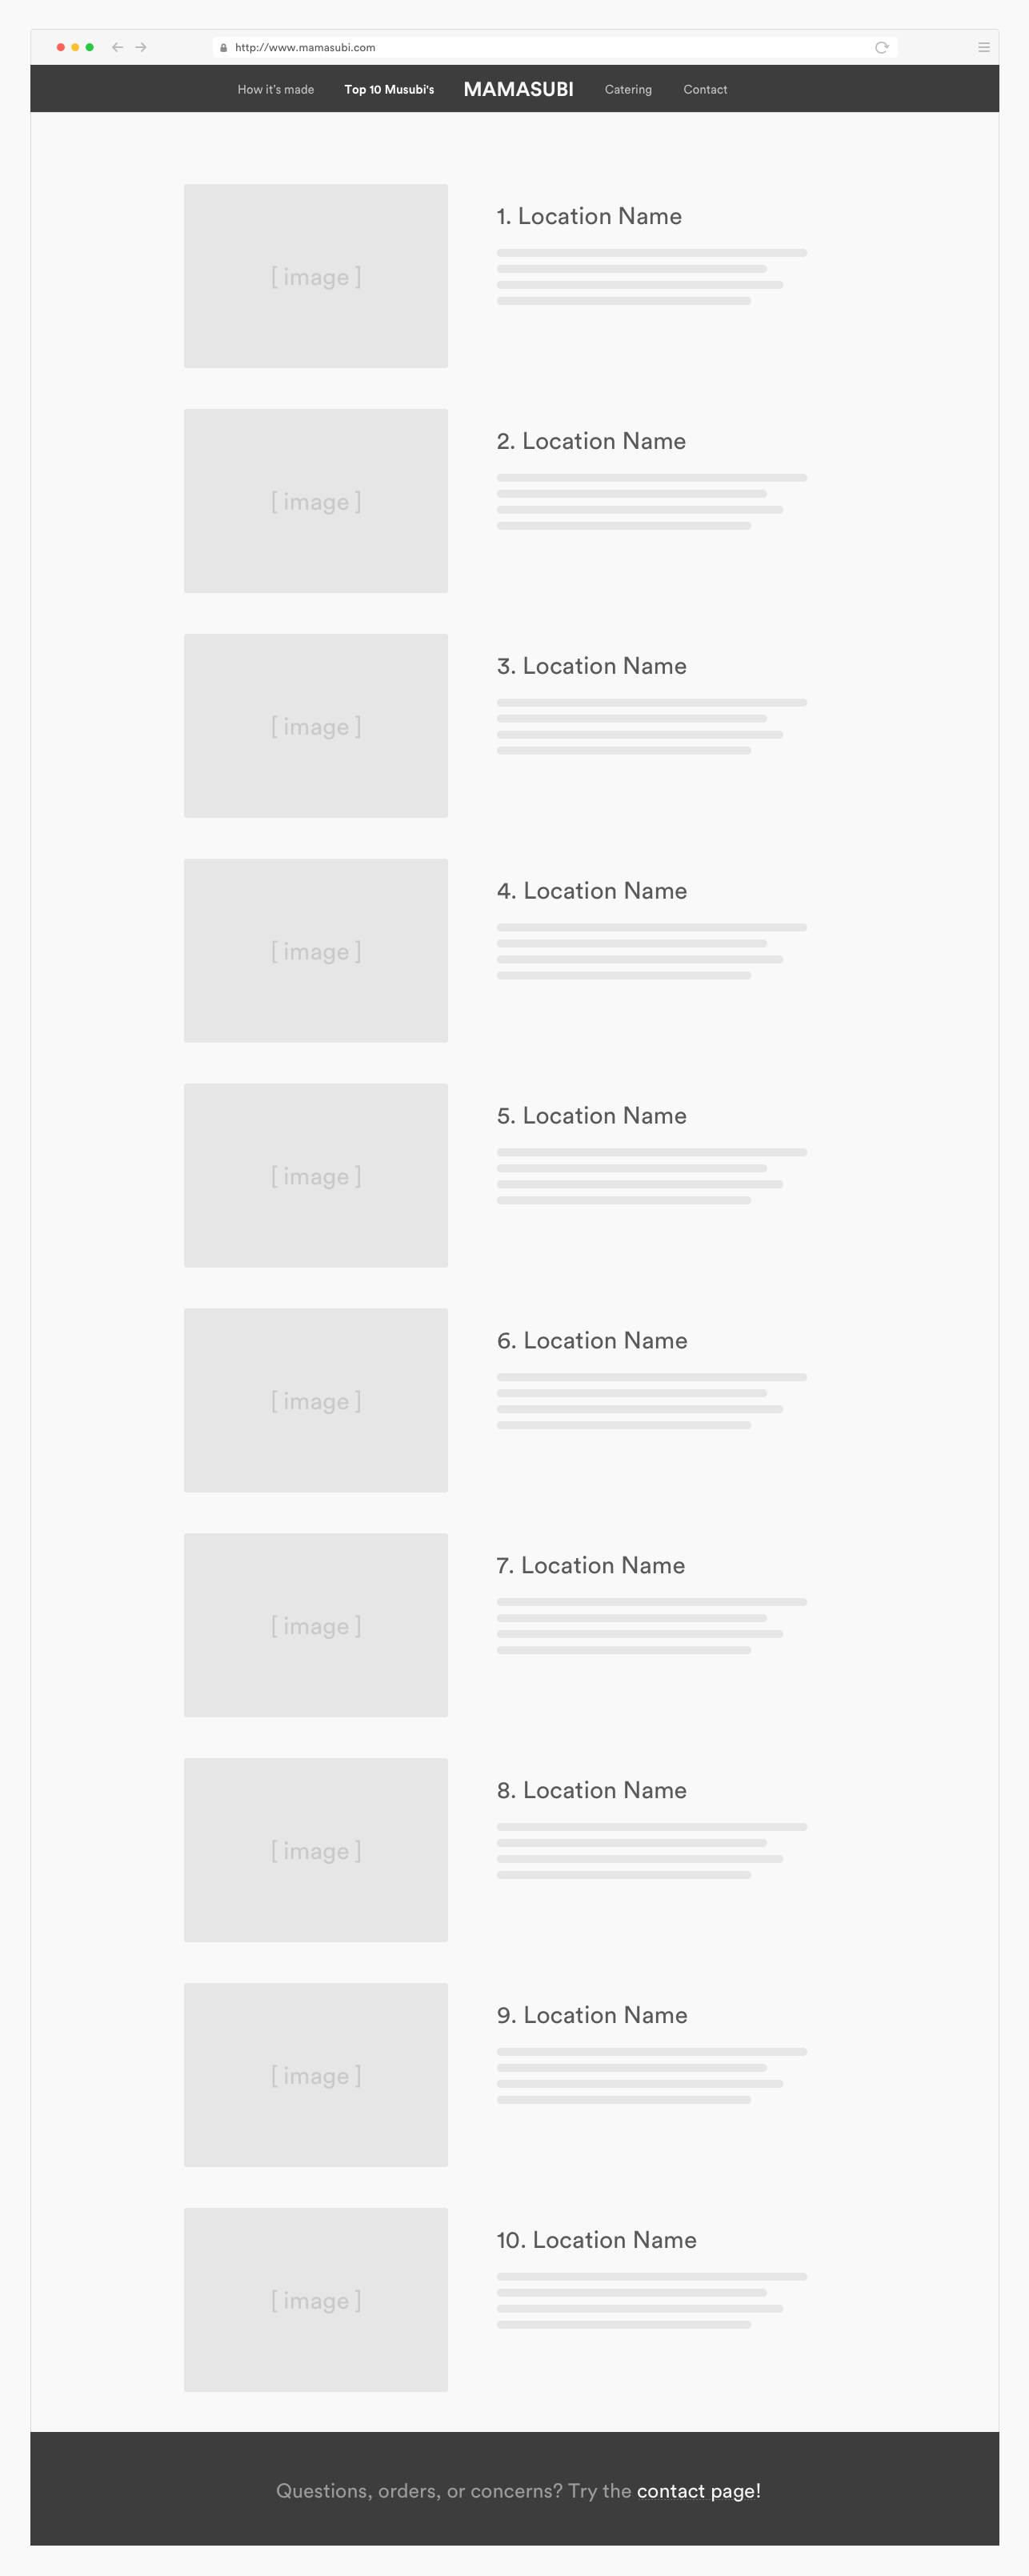 http://www.mamasubi.com
How it's made Top 10 Musubi's MAMASUBI Catering Contact
[ image ]
1. Location Name
[ image ]
2. Location Name
[ image ]
3. Location Name
[ image ]
4. Location Name
[ image ]
5. Location Name
[ image ]
6. Location Name
[ image ]
7. Location Name
[ image ]
8. Location Name
[ image ]
9. Location Name
[ image ]
10. Location Name
Questions, orders, or concerns? Try the contact page!